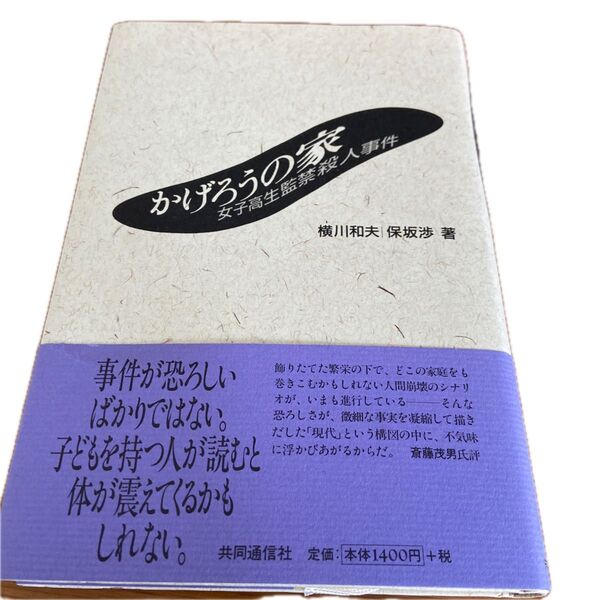 かげろうの家
女子高生監禁殺人事件
横川和夫|保坂渉 著
事件が恐ろしい
ばかりではない。
子どもを持つ人が読むと
体が震えてくるかも
しれない。
飾りたてた繁栄の下で、どこの家庭をも
巻きこむかもしれない人間崩壊のシナリ
オが、いまも進行している――そんな
恐ろしさが、微細な事実を凝縮して描き
だした「現代」という構図の中に、不気味
に浮かびあがるからだ。 斎藤茂男氏評
共同通信社 定価:本体1400円+税